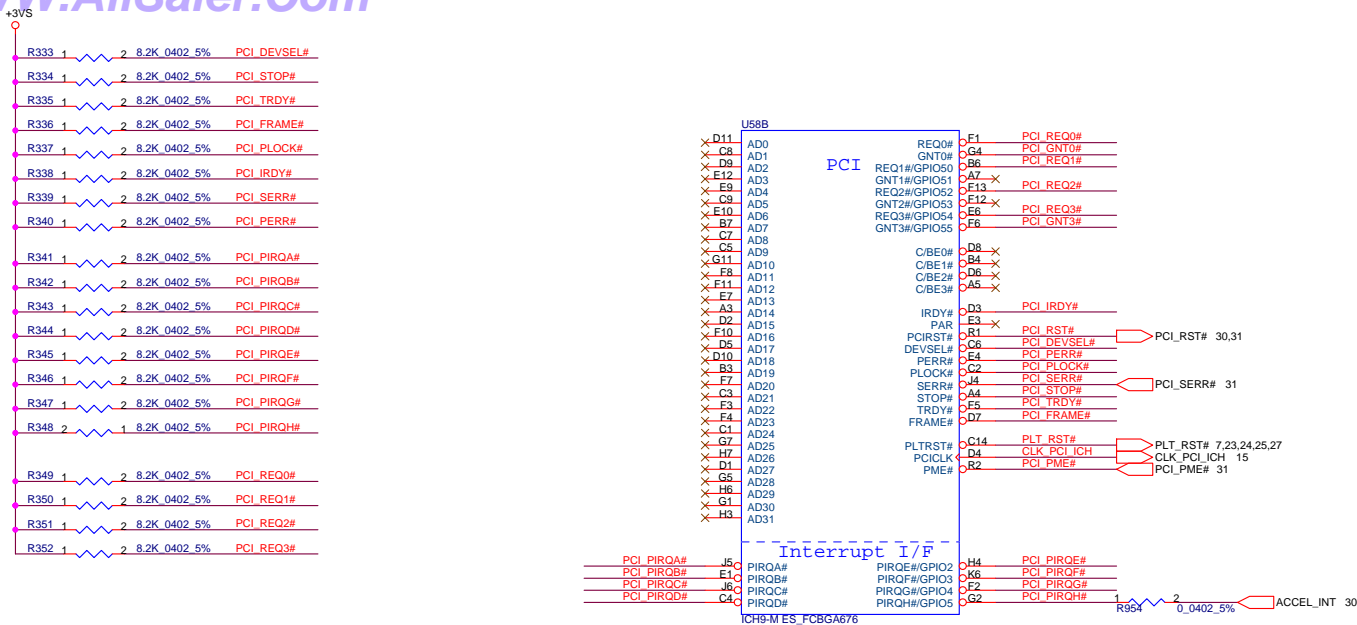 WWW.AllSaler.Com
+3VS
R333 1 2 8.2K_0402_5% PCI_DEVSEL#
R334 1 2 8.2K_0402_5% PCI_STOP#
R335 1 2 8.2K_0402_5% PCI_TRDY#
R336 1 2 8.2K_0402_5% PCI_FRAME#
R337 1 2 8.2K_0402_5% PCI_PLOCK#
R338 1 2 8.2K_0402_5% PCI_IRDY#
R339 1 2 8.2K_0402_5% PCI_SERR#
R340 1 2 8.2K_0402_5% PCI_PERR#
R341 1 2 8.2K_0402_5% PCI_PIRQA#
R342 1 2 8.2K_0402_5% PCI_PIRQB#
R343 1 2 8.2K_0402_5% PCI_PIRQC#
R344 1 2 8.2K_0402_5% PCI_PIRQD#
R345 1 2 8.2K_0402_5% PCI_PIRQE#
R346 1 2 8.2K_0402_5% PCI_PIRQF#
R347 1 2 8.2K_0402_5% PCI_PIRQG#
R348 2 1 8.2K_0402_5% PCI_PIRQH#
R349 1 2 8.2K_0402_5% PCI_REQ0#
R350 1 2 8.2K_0402_5% PCI_REQ1#
R351 1 2 8.2K_0402_5% PCI_REQ2#
R352 1 2 8.2K_0402_5% PCI_REQ3#
U58B
PCI
D11 AD0
C8 AD1
D9 AD2
E12 AD3
E9 AD4
C9 AD5
E10 AD6
B7 AD7
C7 AD8
C5 AD9
G11 AD10
F8 AD11
F11 AD12
E7 AD13
A3 AD14
D2 AD15
F10 AD16
D5 AD17
D10 AD18
B3 AD19
F7 AD20
C3 AD21
F3 AD22
F4 AD23
C1 AD24
G7 AD25
H7 AD26
D1 AD27
G5 AD28
H6 AD29
G1 AD30
H3 AD31
REQ0# F1 PCI_REQ0#
GNT0# G4 PCI_GNT0#
REQ1#/GPIO50 B6 PCI_REQ1#
GNT1#/GPIO51 A7
REQ2#/GPIO52 F13 PCI_REQ2#
GNT2#/GPIO53 F12
REQ3#/GPIO54 E6 PCI_REQ3#
GNT3#/GPIO55 F6 PCI_GNT3#
C/BE0# D8
C/BE1# B4
C/BE2# D6
C/BE3# A5
IRDY# D3 PCI_IRDY#
PAR E3
PCIRST# R1 PCI_RST# PCI_RST# 30,31
DEVSEL# C6 PCI_DEVSEL#
PERR# E4 PCI_PERR#
PLOCK# C2 PCI_PLOCK#
SERR# J4 PCI_SERR# PCI_SERR# 31
STOP# A4 PCI_STOP#
TRDY# F5 PCI_TRDY#
FRAME# D7 PCI_FRAME#
PLTRST# C14 PLT_RST# PLT_RST# 7,23,24,25,27
PCICLK D4 CLK_PCI_ICH CLK_PCI_ICH 15
PME# R2 PCI_PME# PCI_PME# 31
Interrupt I/F
PCI_PIRQA# J5 PIRQA# PIRQE#/GPIO2 H4 PCI_PIRQE#
PCI_PIRQB# E1 PIRQB# PIRQF#/GPIO3 K6 PCI_PIRQF#
PCI_PIRQC# J6 PIRQC# PIRQG#/GPIO4 F2 PCI_PIRQG#
PCI_PIRQD# C4 PIRQD# PIRQH#/GPIO5 G2 PCI_PIRQH# 1 R954 2 0_0402_5% ACCEL_INT 30
ICH9-M ES_FCBGA676